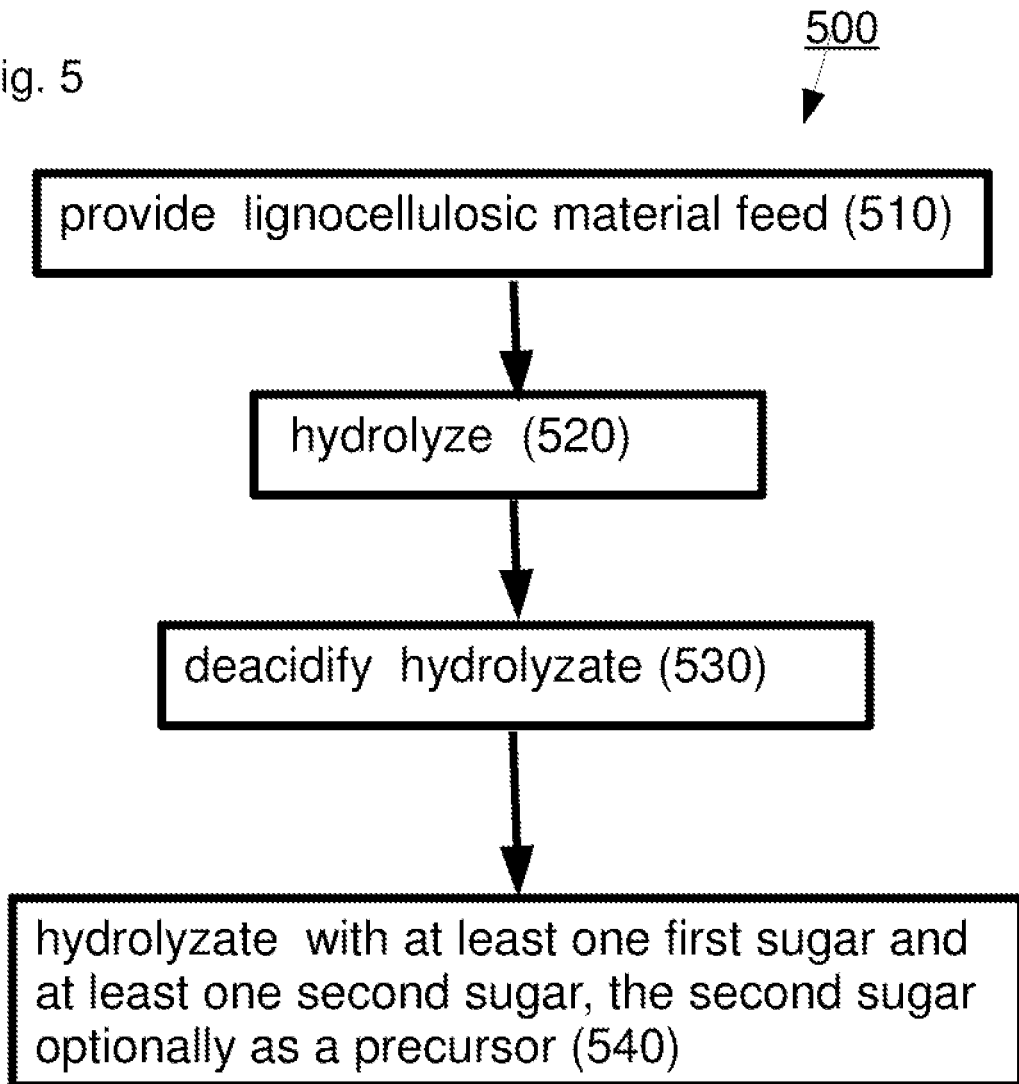 500
ig. 5
provide lignocellulosic material feed (510)
hydrolyze (520)
deacidify hydrolyzate (530)
hydrolyzate with at least one first sugar and
at least one second sugar, the second sugar
optionally as a precursor (540)